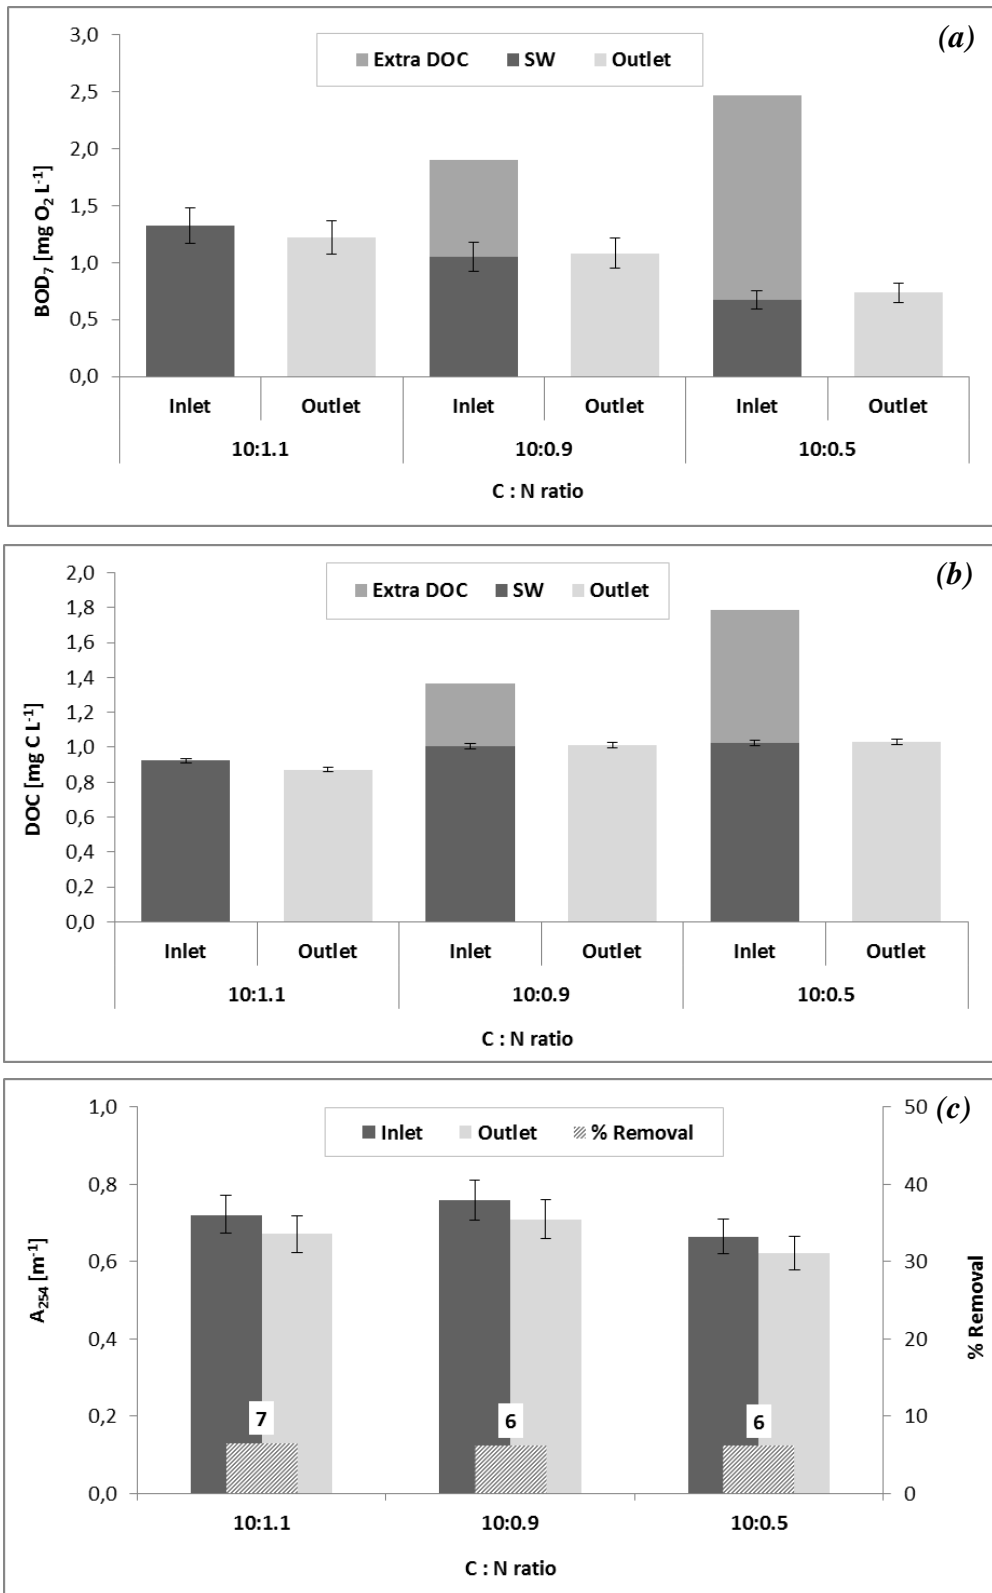 (a)
3,0
2,5
2,0
1,5
1,0
0,5
0,0
BOD7 [mg O2 L-1]
Extra DOC SW Outlet
Inlet Outlet Inlet Outlet Inlet Outlet
10:1.1 10:0.9 10:0.5
C : N ratio
(b)
2,0
1,8
1,6
1,4
1,2
1,0
0,8
0,6
0,4
0,2
0,0
DOC [mg C L-1]
Extra DOC SW Outlet
Inlet Outlet Inlet Outlet Inlet Outlet
10:1.1 10:0.9 10:0.5
C : N ratio
(c)
1,0
0,8
0,6
0,4
0,2
0,0
A254 [m-1]
Inlet Outlet % Removal
7 6 6
50
40
30
20
10
0
% Removal
10:1.1 10:0.9 10:0.5
C : N ratio